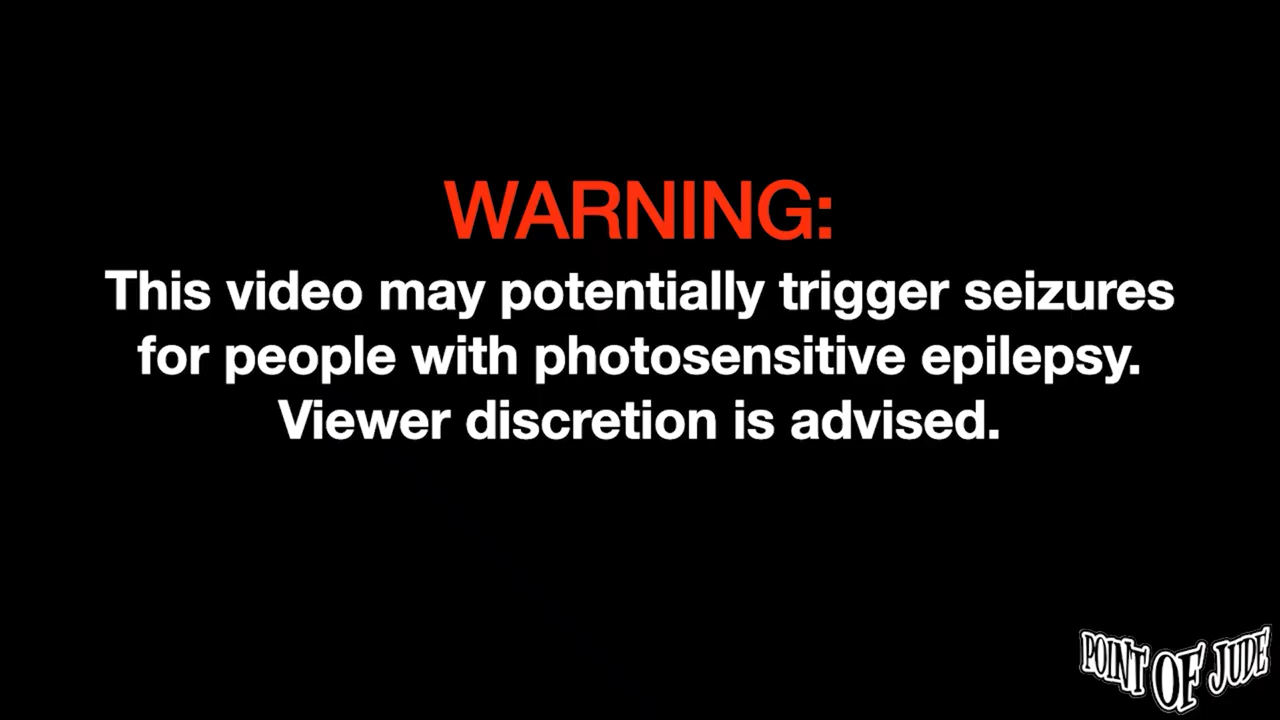 WARNING:
This video may potentially trigger seizures
for people with photosensitive epilepsy.
Viewer discretion is advised.
POINT OF JUDE